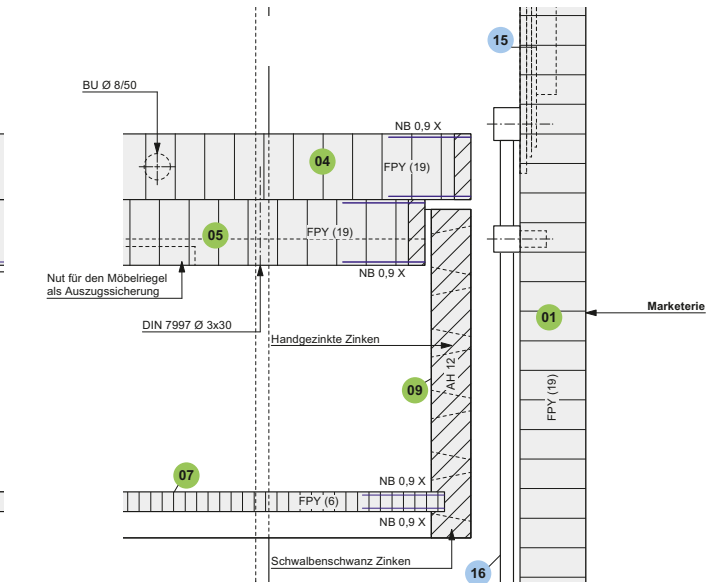 15
BU Ø 8/50
NB 0,9 X
04
FPY (19)
05
FPY (19)
NB 0,9 X
Nut für den Möbelriegel
als Auszugssicherung
DIN 7997 Ø 3x30
Marketerie
01
Handgezinkte Zinken
09
AH 12
FPY (19)
07
NB 0,9 X
FPY (6)
NB 0,9 X
Schwalbenschwanz Zinken
16